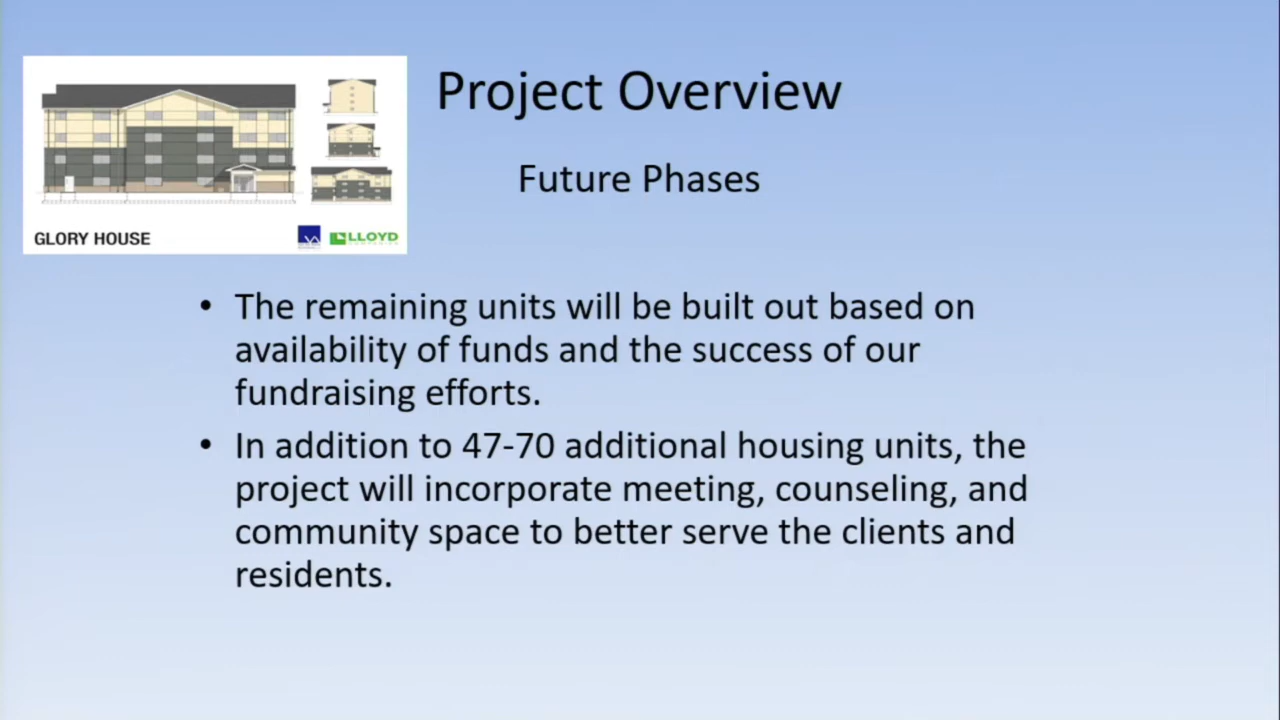 Project Overview
Future Phases
GLORY HOUSE
LLOYD
• The remaining units will be built out based on
availability of funds and the success of our
fundraising efforts.
• In addition to 47-70 additional housing units, the
project will incorporate meeting, counseling, and
community space to better serve the clients and
residents.